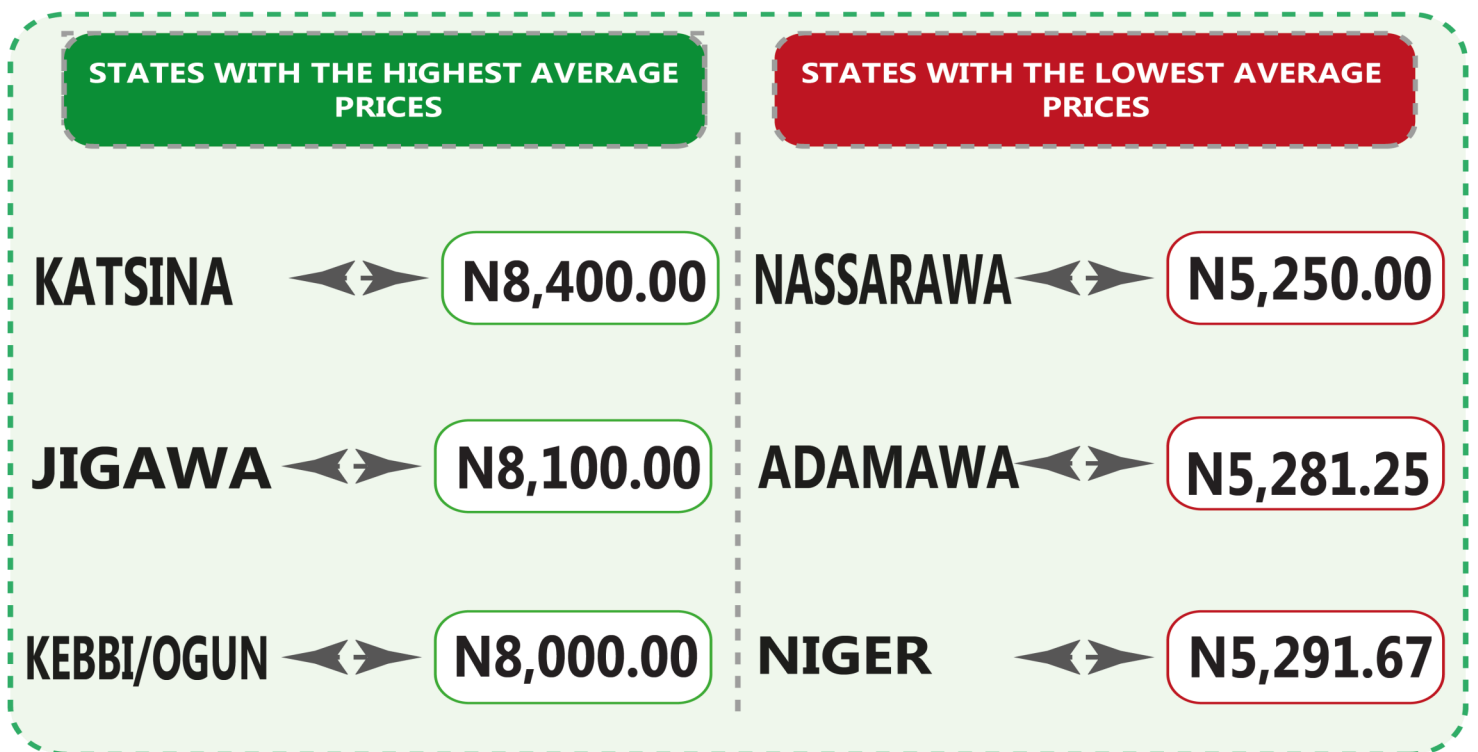 STATES WITH THE HIGHEST AVERAGE
PRICES
KATSINA N8,400.00
JIGAWA N8,100.00
KEBBI/OGUN N8,000.00
STATES WITH THE LOWEST AVERAGE
PRICES
NASSARAWA N5,250.00
ADAMAWA N5,281.25
NIGER N5,291.67